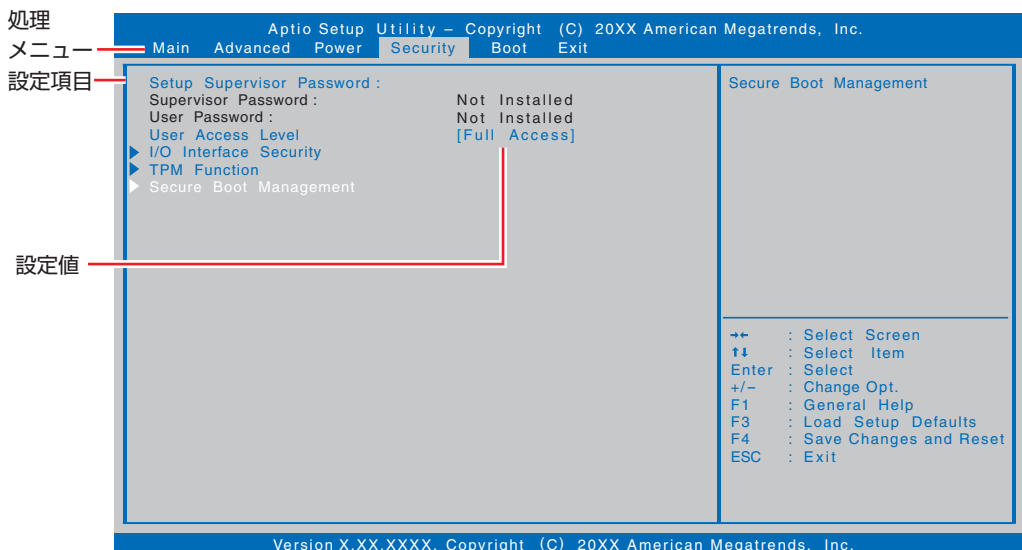 処理
メニュー
設定項目
設定値
Aptio Setup Utility – Copyright (C) 20XX American Megatrends, Inc.
Main Advanced Power Security Boot Exit
Setup Supervisor Password :
Supervisor Password : Not Installed
User Password : Not Installed
User Access Level [Full Access]
I/O Interface Security
TPM Function
Secure Boot Management
Secure Boot Management
→← : Select Screen
↑↓ : Select Item
Enter : Select
+/− : Change Opt.
F1 : General Help
F3 : Load Setup Defaults
F4 : Save Changes and Reset
ESC : Exit
Version X.XX.XXXX. Copyright (C) 20XX American Megatrends, Inc.